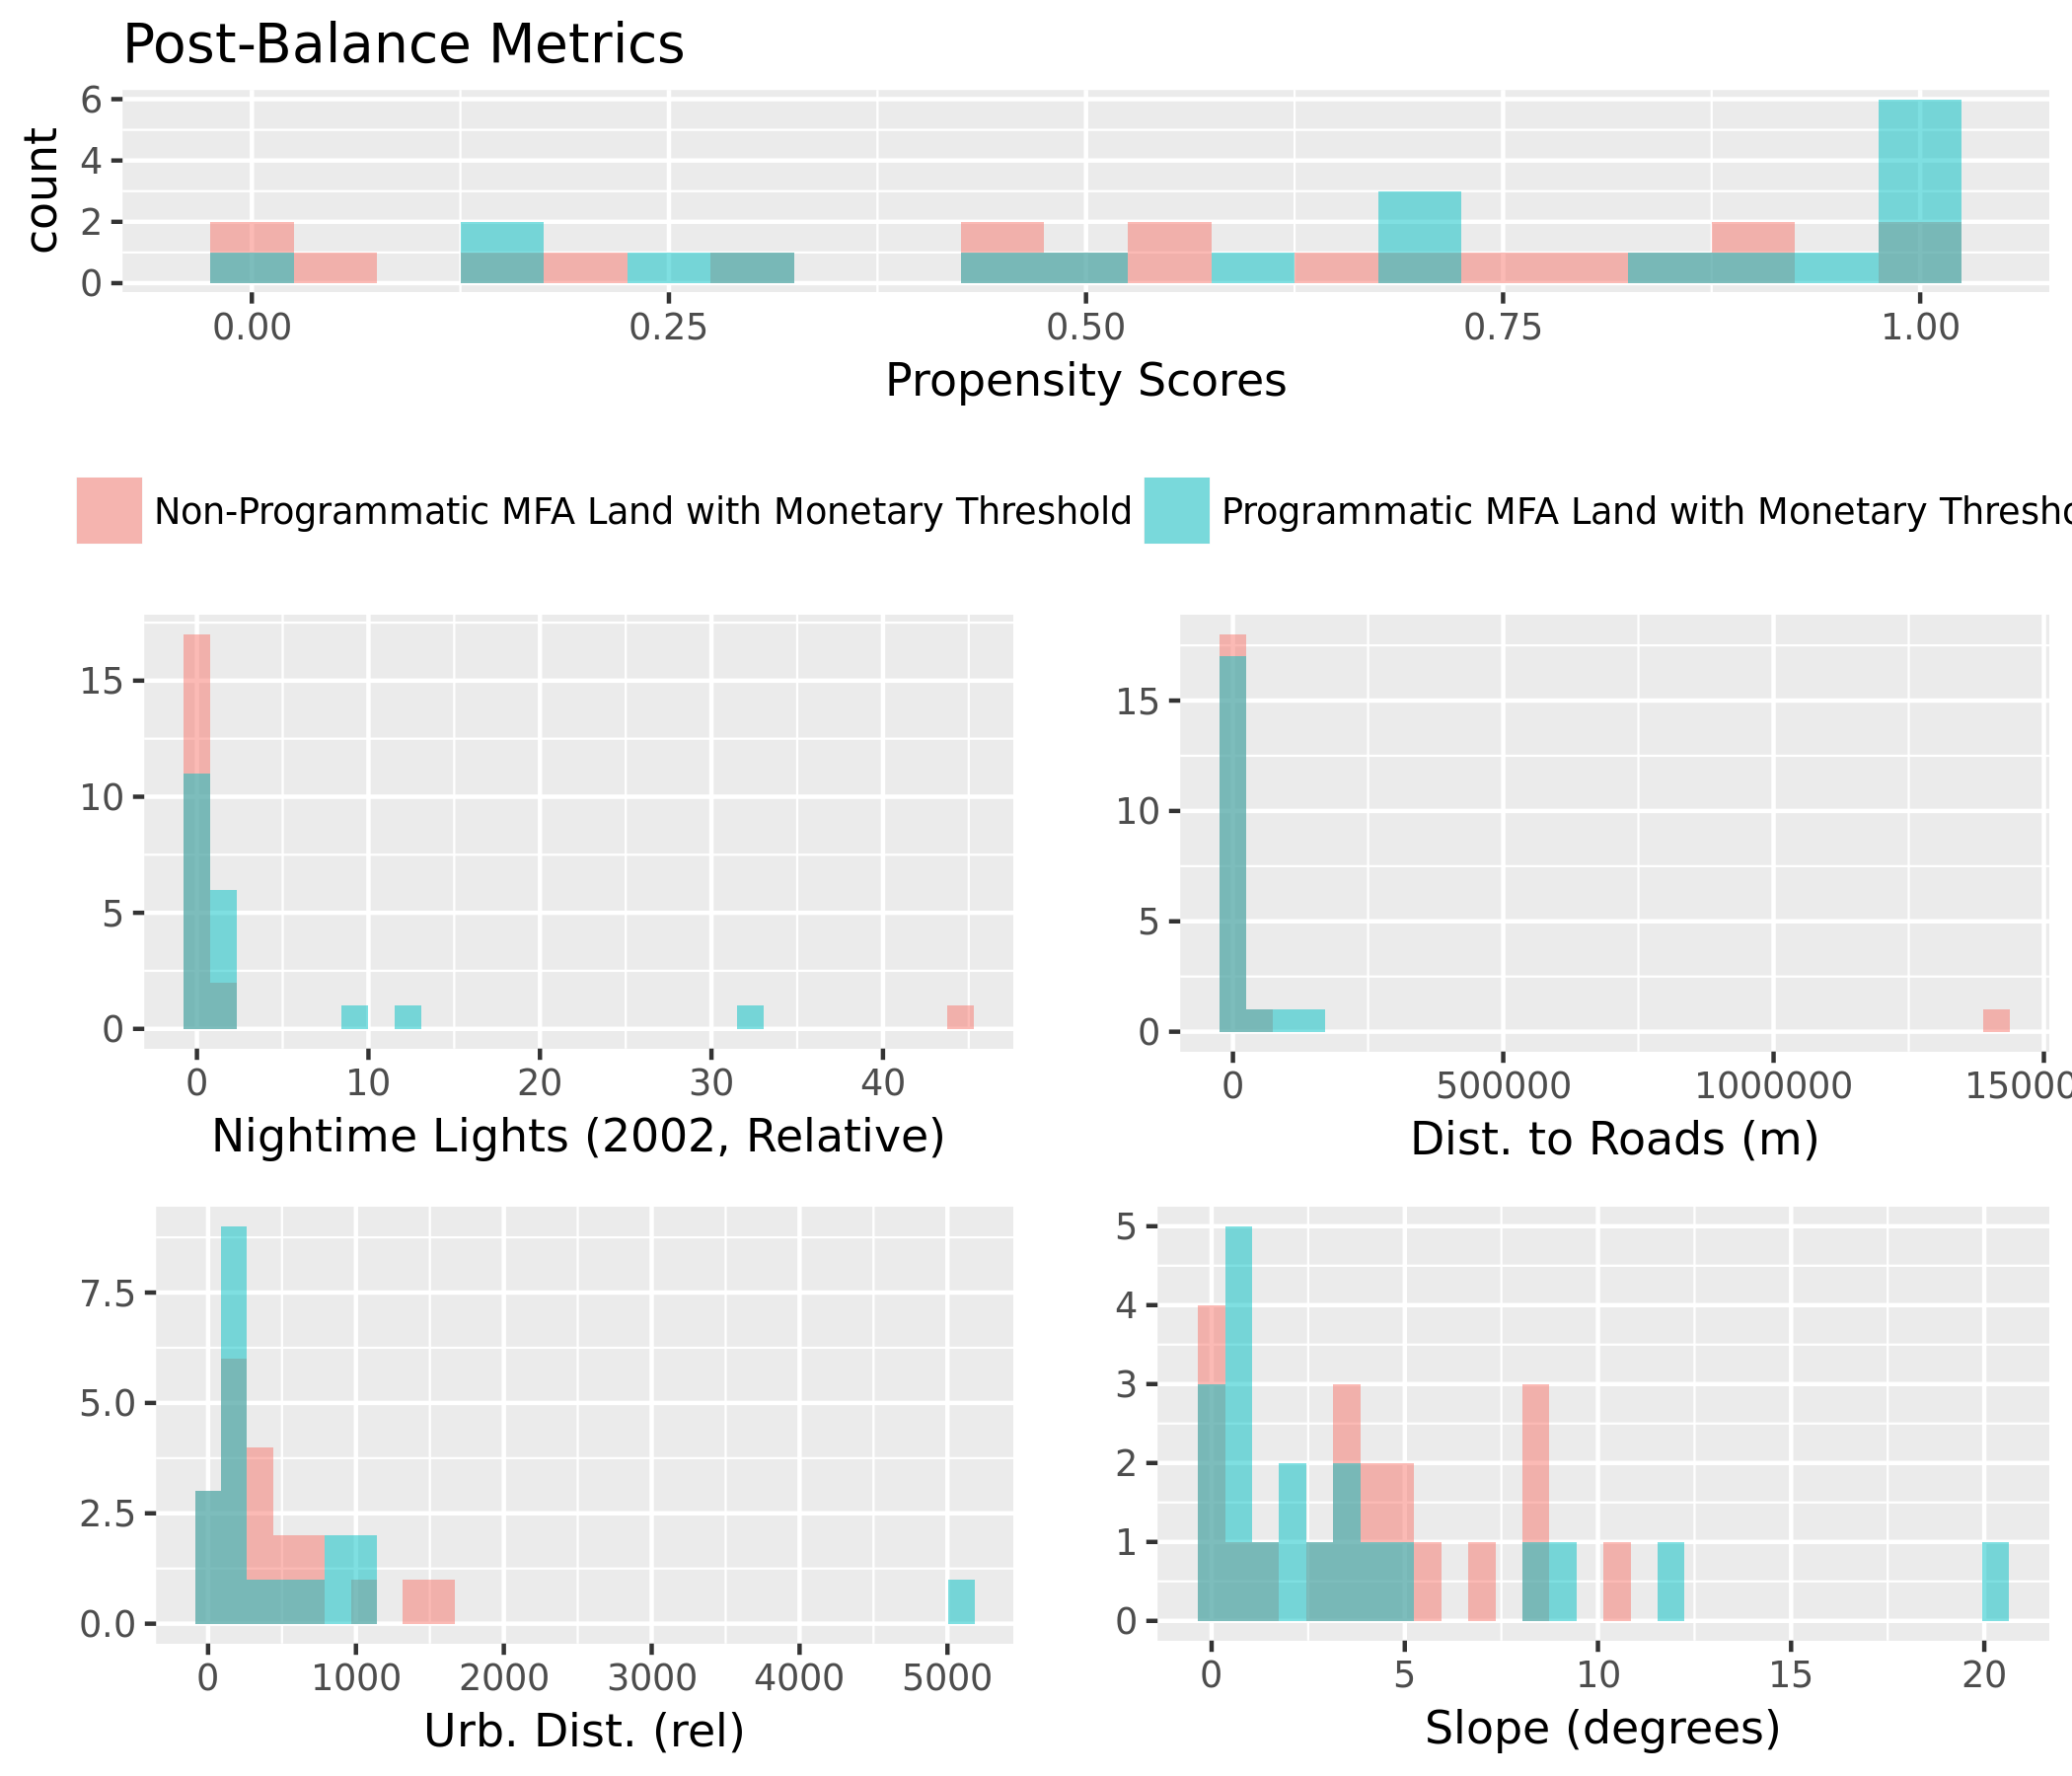 Post-Balance Metrics
6
4
2
0
count
0.00 0.25 0.50 0.75 1.00
Propensity Scores
Non-Programmatic MFA Land with Monetary Threshold Programmatic MFA Land with Monetary Thresho
15
10
5
0
0 10 20 30 40
Nightime Lights (2002, Relative)
15
10
5
0
0 500000 1000000 15000
Dist. to Roads (m)
7.5
5.0
2.5
0.0
0 1000 2000 3000 4000 5000
Urb. Dist. (rel)
5
4
3
2
1
0
0 5 10 15 20
Slope (degrees)